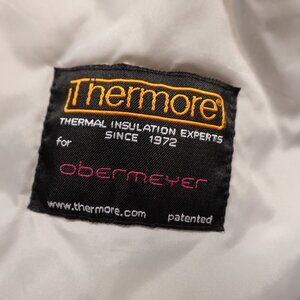 Thermore®
THERMAL INSULATION EXPERTS
SINCE 1972
for
obermeyer
www.thermore.com patented